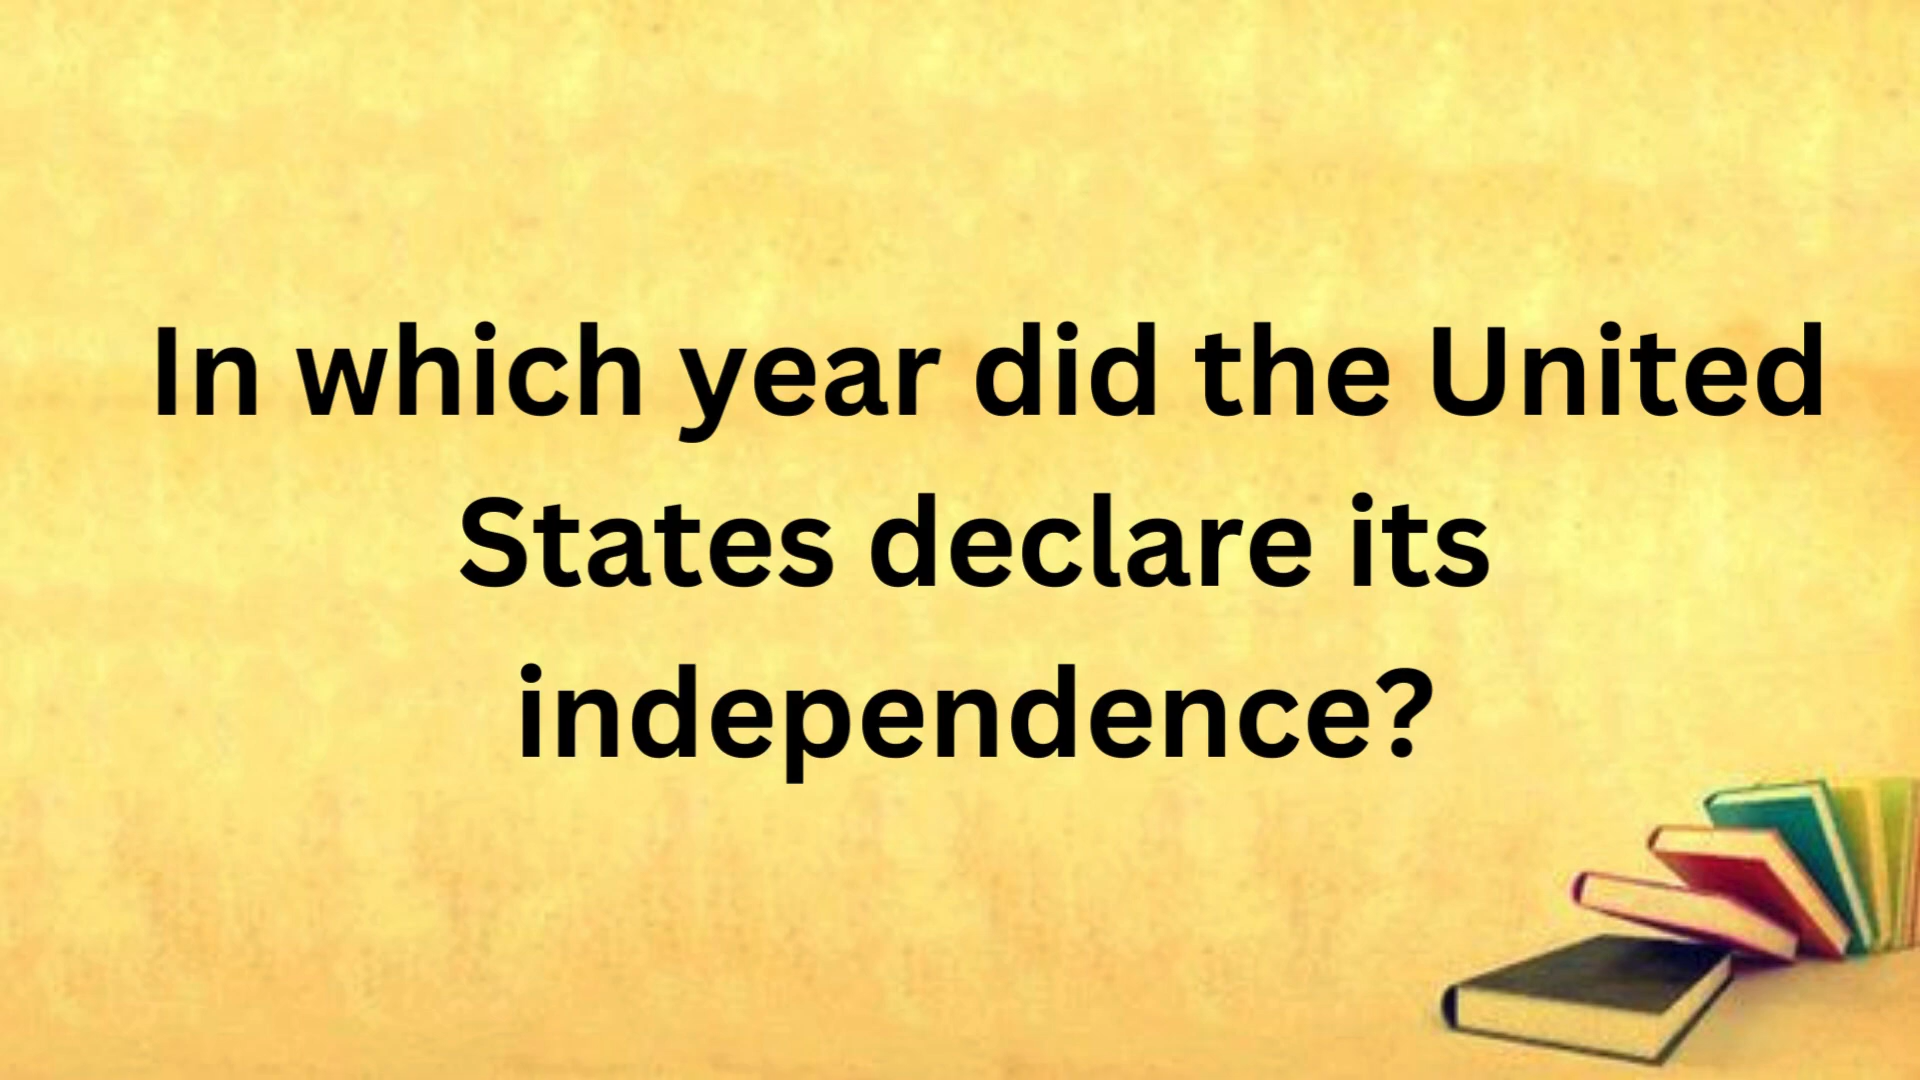 In which year did the United
States declare its
independence?